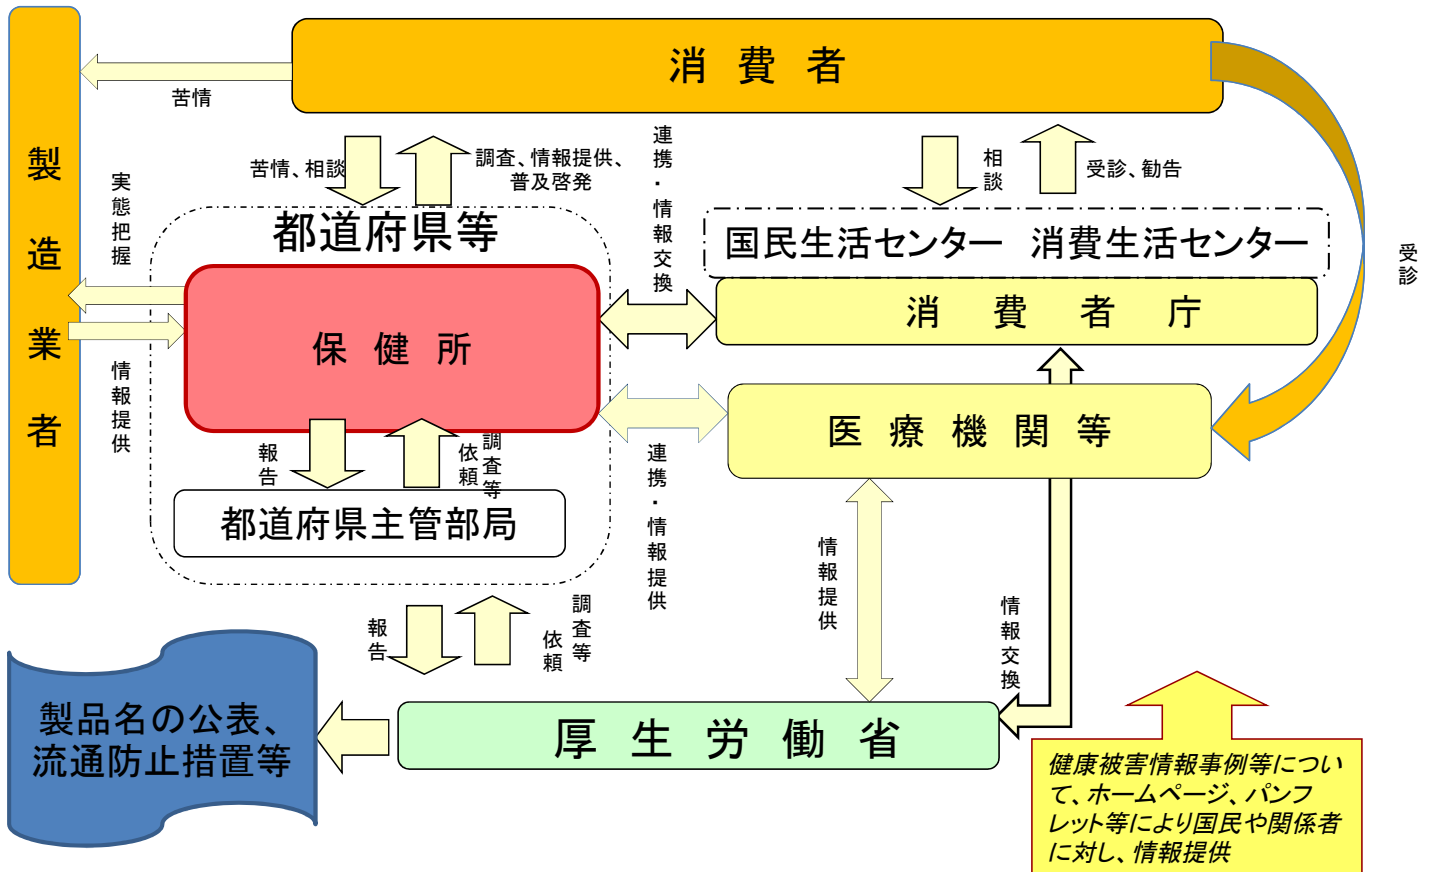 消費者
苦情
製造業者
実態把握
情報提供
苦情、相談
調査、情報提供、
普及啓発
連携・情報交換
相談
受診、勧告
受診
都道府県等
保健所
報告
依頼
調査等
都道府県主管部局
国民生活センター　消費生活センター
消費者庁
医療機関等
連携・情報提供
情報提供
情報交換
報告
依頼
調査等
厚生労働省
製品名の公表、
流通防止措置等
健康被害情報事例等につい
て、ホームページ、パンフ
レット等により国民や関係者
に対し、情報提供